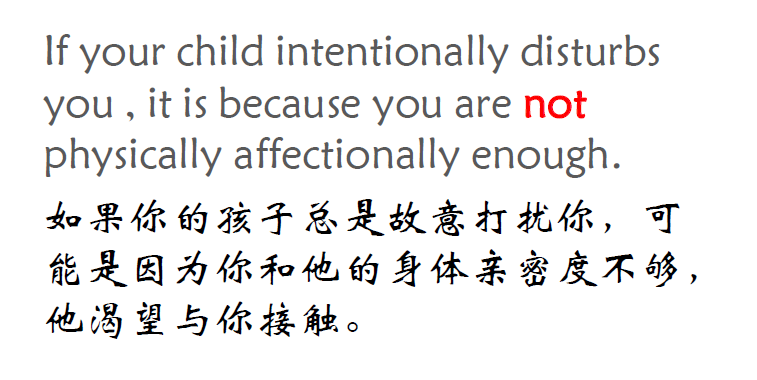 If your child intentionally disturbs
you , it is because you are not
physically affectionally enough.
如果你的孩子总是故意打扰你，可
能是因为你和他的身体亲密度不够，
他渴望与你接触。